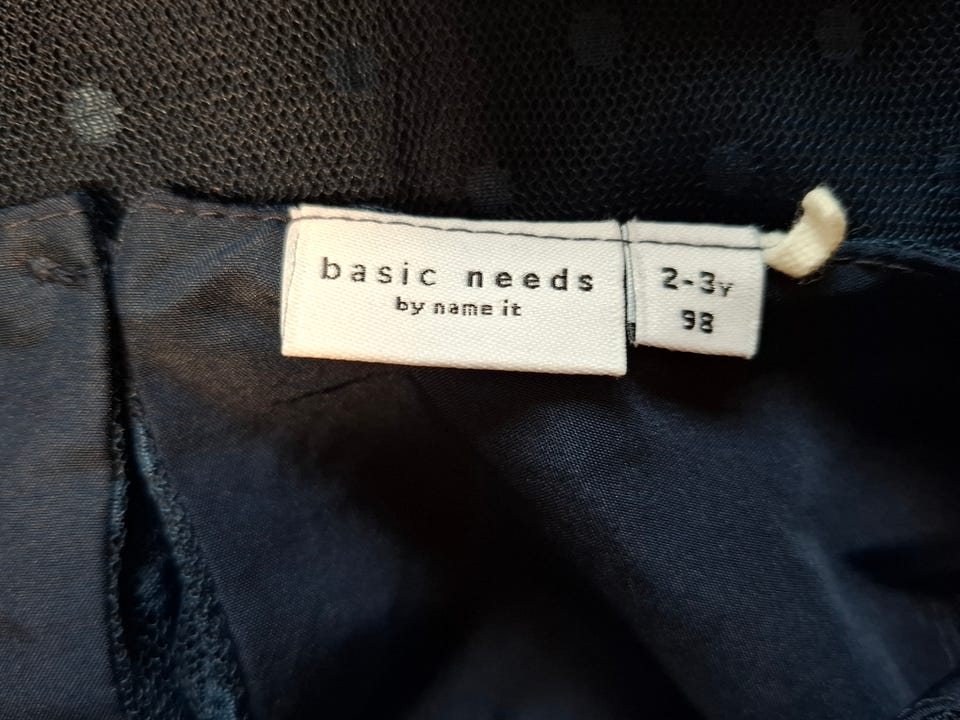 basic needs
by name it
2-3Y
98